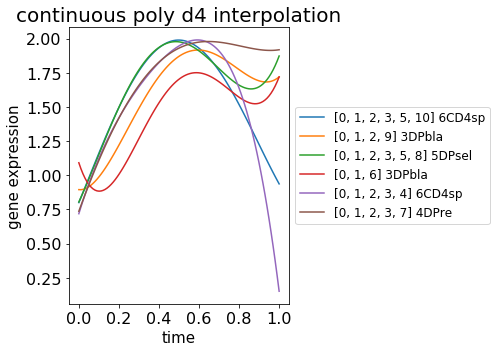 continuous poly d4 interpolation
gene expression
2.00
1.75
1.50
1.25
1.00
0.75
0.50
0.25
0.0 0.2 0.4 0.6 0.8 1.0
time
[0, 1, 2, 3, 5, 10] 6CD4sp
[0, 1, 2, 9] 3DPbla
[0, 1, 2, 3, 5, 8] 5DPsel
[0, 1, 6] 3DPbla
[0, 1, 2, 3, 4] 6CD4sp
[0, 1, 2, 3, 7] 4DPre